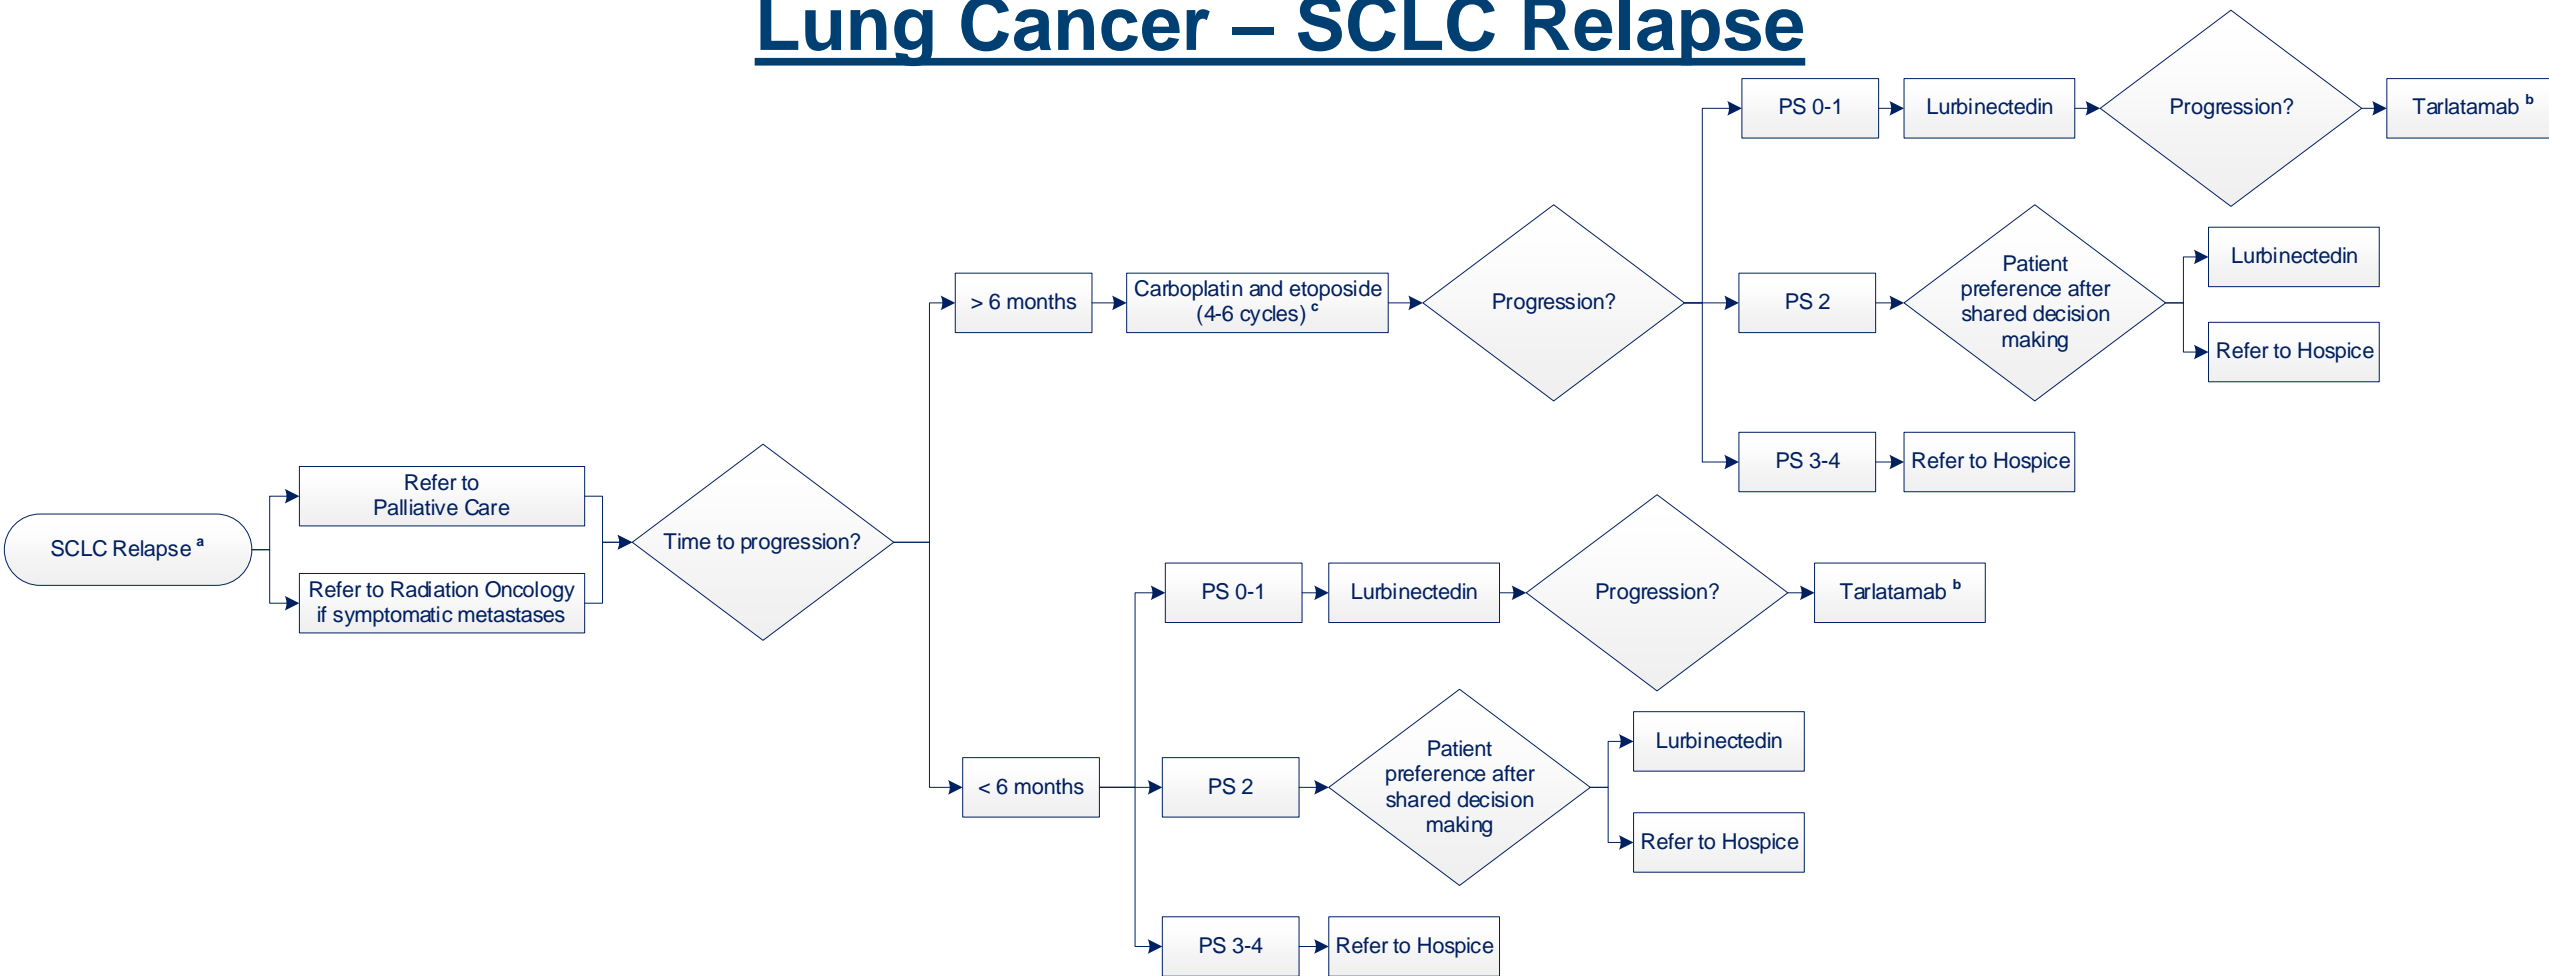 Lung Cancer – SCLC Relapse
PS 0-1
Lurbinectedin
Progression?
Tarlatamab b
> 6 months
Carboplatin and etoposide
(4-6 cycles) c
Progression?
PS 2
Patient
preference after
shared decision
making
Lurbinectedin
Refer to Hospice
PS 3-4
Refer to Hospice
SCLC Relapse a
Refer to
Palliative Care
Refer to Radiation Oncology
if symptomatic metastases
Time to progression?
PS 0-1
Lurbinectedin
Progression?
Tarlatamab b
< 6 months
PS 2
Patient
preference after
shared decision
making
Lurbinectedin
Refer to Hospice
PS 3-4
Refer to Hospice